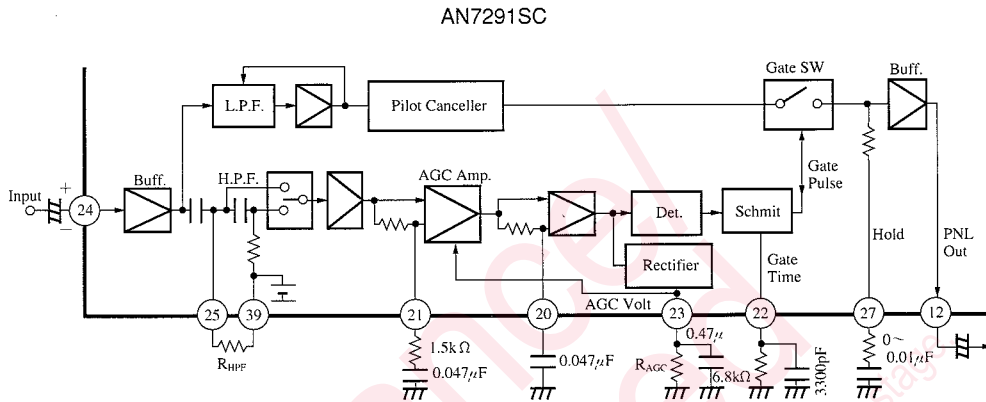 AN7291SC
Gate SW
Buff.
L.P.F.
Pilot Canceller
Buff.
H.P.F.
AGC Amp.
Gate
Pulse
Input
+
−
24
Det.
Schmit
Hold
PNL
Out
Rectifier
Gate
Time
AGC Volt
25
39
21
20
23
22
27
12
RHPF
1.5kΩ
0.047μF
0.047μF
RAGC
0.47μ
6.8kΩ
3300pF
0~
0.01μF